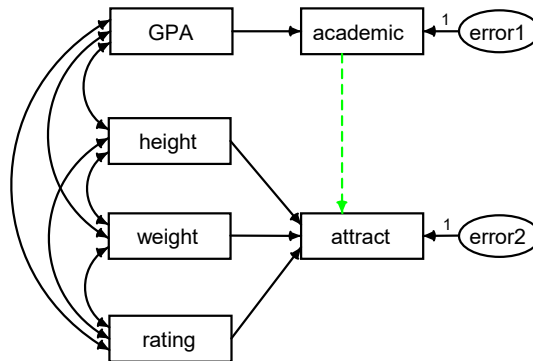 GPA
academic
1
error1
height
weight
attract
1
error2
rating